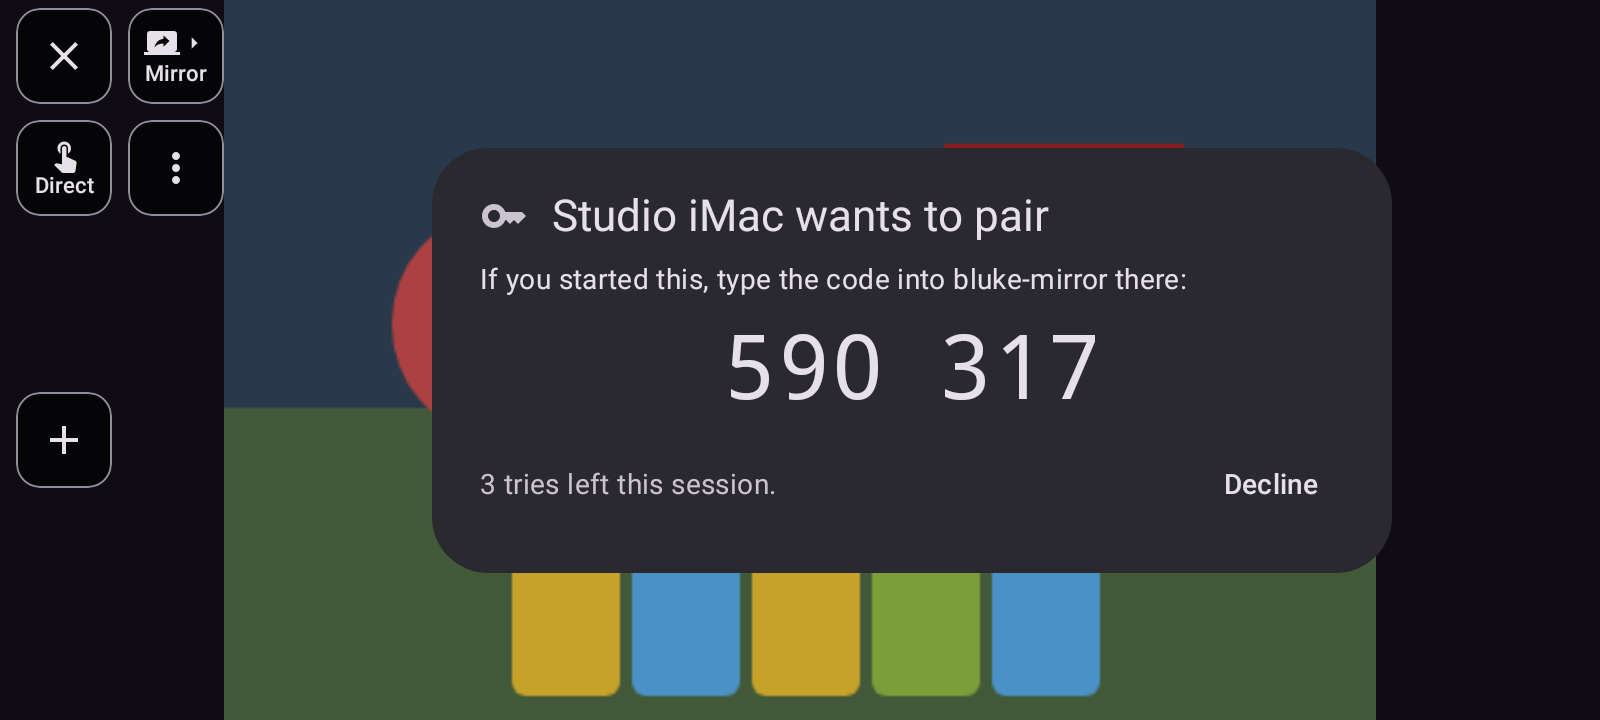 Mirror
Direct
Studio iMac wants to pair
If you started this, type the code into bluke-mirror there:
590 317
3 tries left this session.
Decline